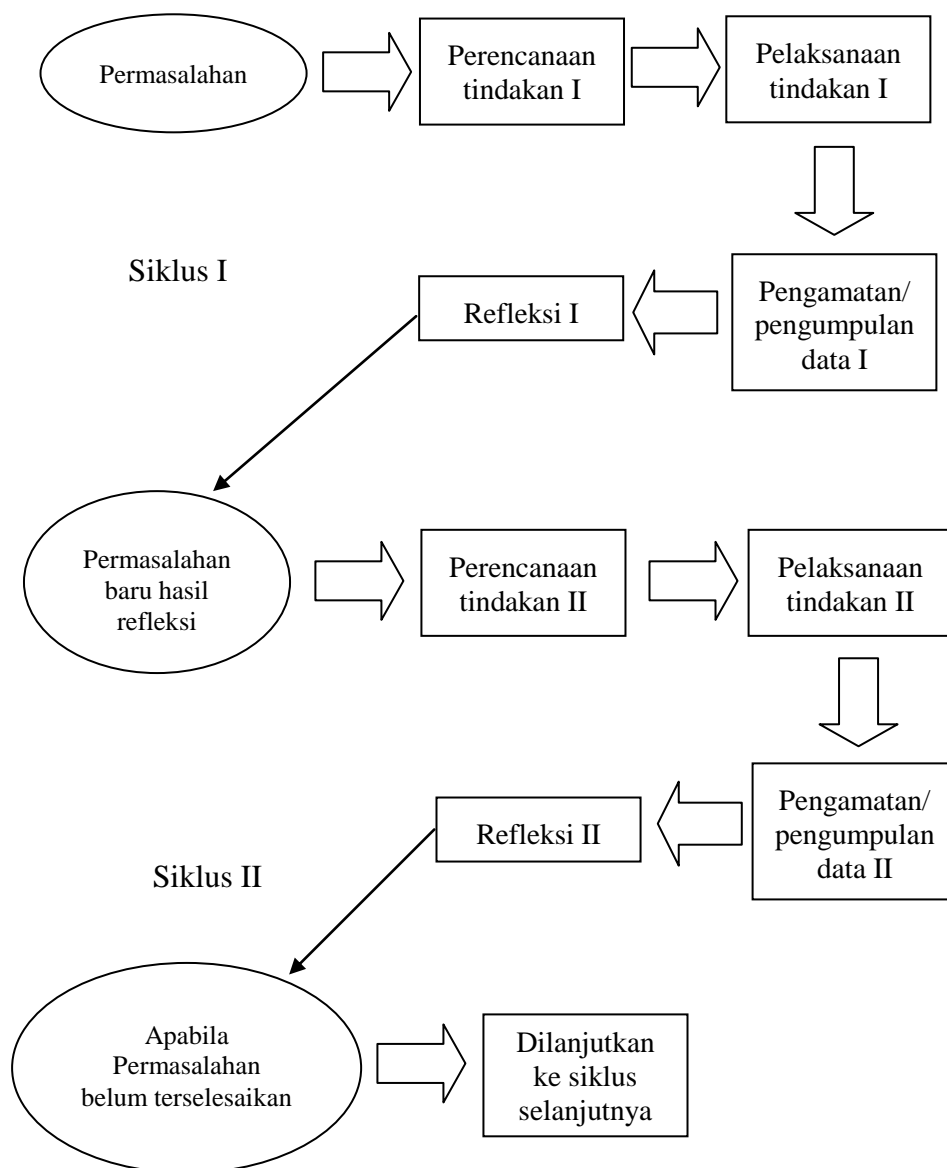 Permasalahan
Perencanaan
tindakan I
Pelaksanaan
tindakan I
Siklus I
Refleksi I
Pengamatan/
pengumpulan
data I
Permasalahan
baru hasil
refleksi
Perencanaan
tindakan II
Pelaksanaan
tindakan II
Siklus II
Refleksi II
Pengamatan/
pengumpulan
data II
Apabila
Permasalahan
belum terselesaikan
Dilanjutkan
ke siklus
selanjutnya